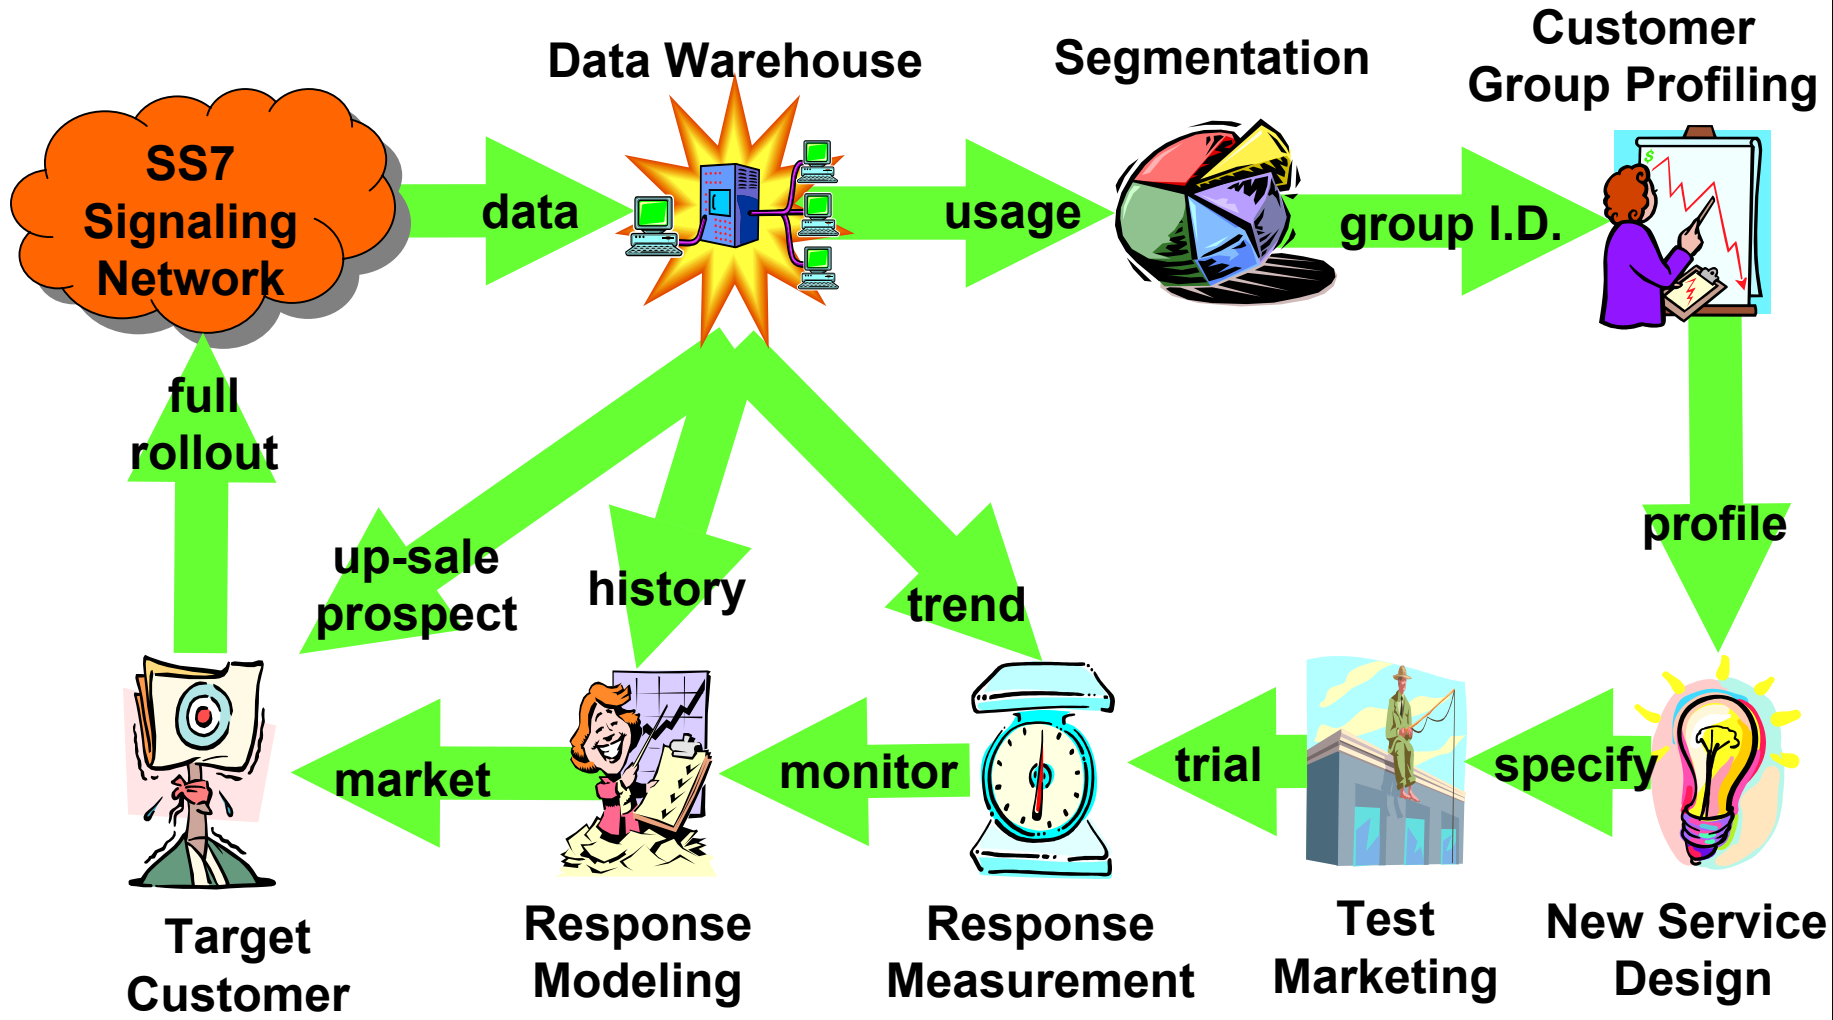 Data Warehouse
Segmentation
Customer
Group Profiling
SS7
Signaling
Network
data
usage
group I.D.
$
full
rollout
up-sale
prospect
history
trend
profile
market
monitor
trial
specify
Target
Customer
Response
Modeling
Response
Measurement
Test
Marketing
New Service
Design